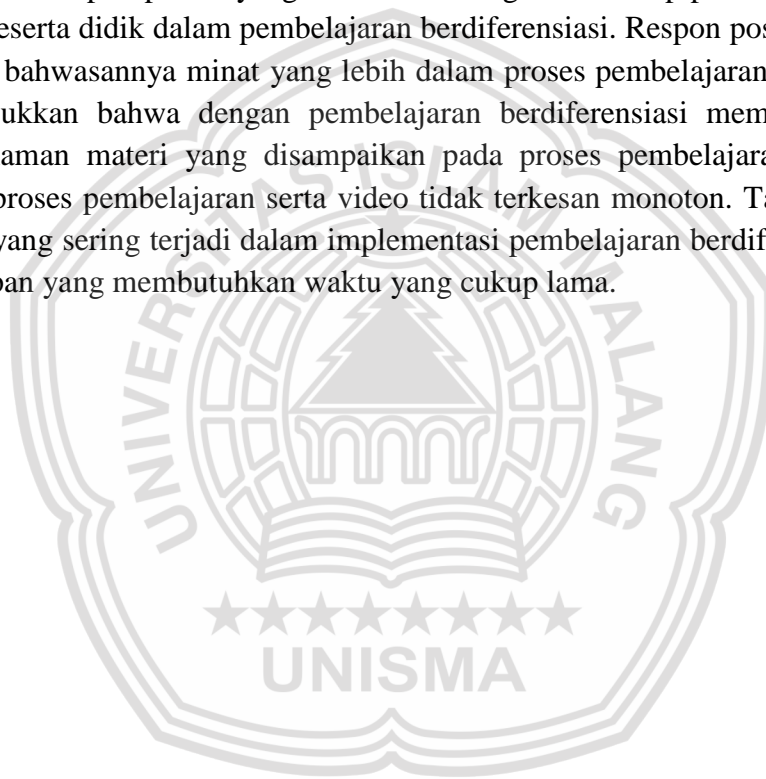 eserta didik dalam pembelajaran berdiferensiasi. Respon pos
bahwasannya minat yang lebih dalam proses pembelajaran
ukkan bahwa dengan pembelajaran berdiferensiasi mem
aman materi yang disampaikan pada proses pembelajara
proses pembelajaran serta video tidak terkesan monoton. Ta
yang sering terjadi dalam implementasi pembelajaran berdif
pan yang membutuhkan waktu yang cukup lama.
UNIVERSITAS ISLAM MALANG
UNISMA